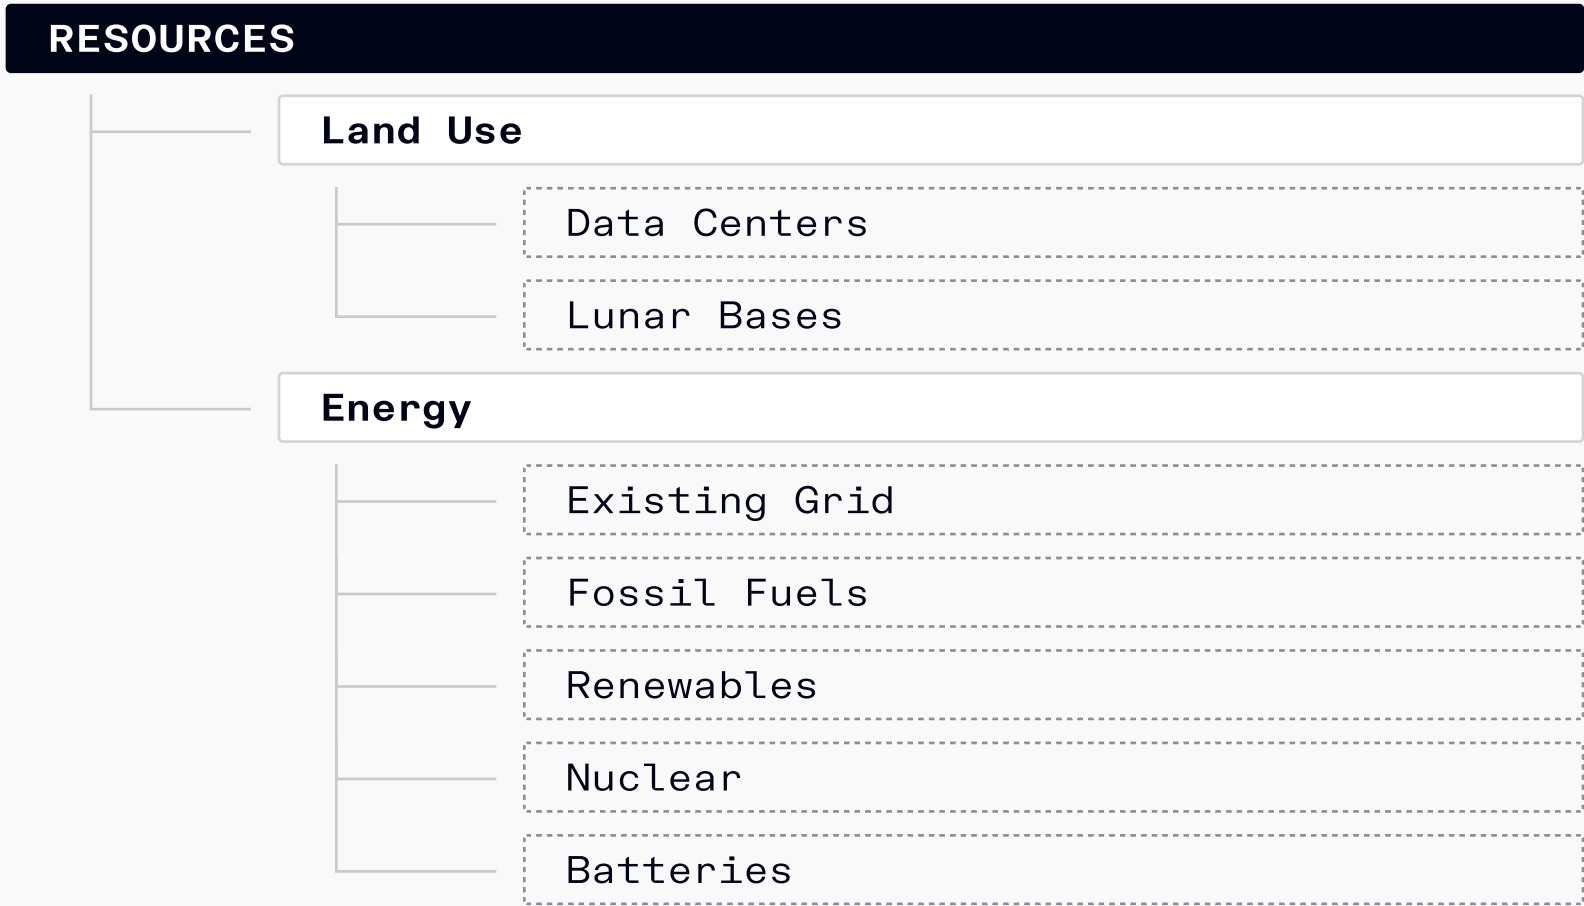 RESOURCES
Land Use
Data Centers
Lunar Bases
Energy
Existing Grid
Fossil Fuels
Renewables
Nuclear
Batteries